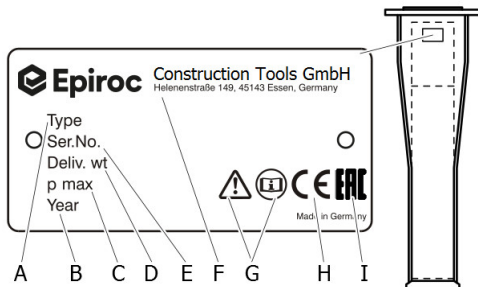 Epiroc Construction Tools GmbH
Helenenstraße 149, 45143 Essen, Germany
Type
Ser.No.
Deliv. wt
p max
Year
CE EAC
Made in Germany
A B C D E F G H I